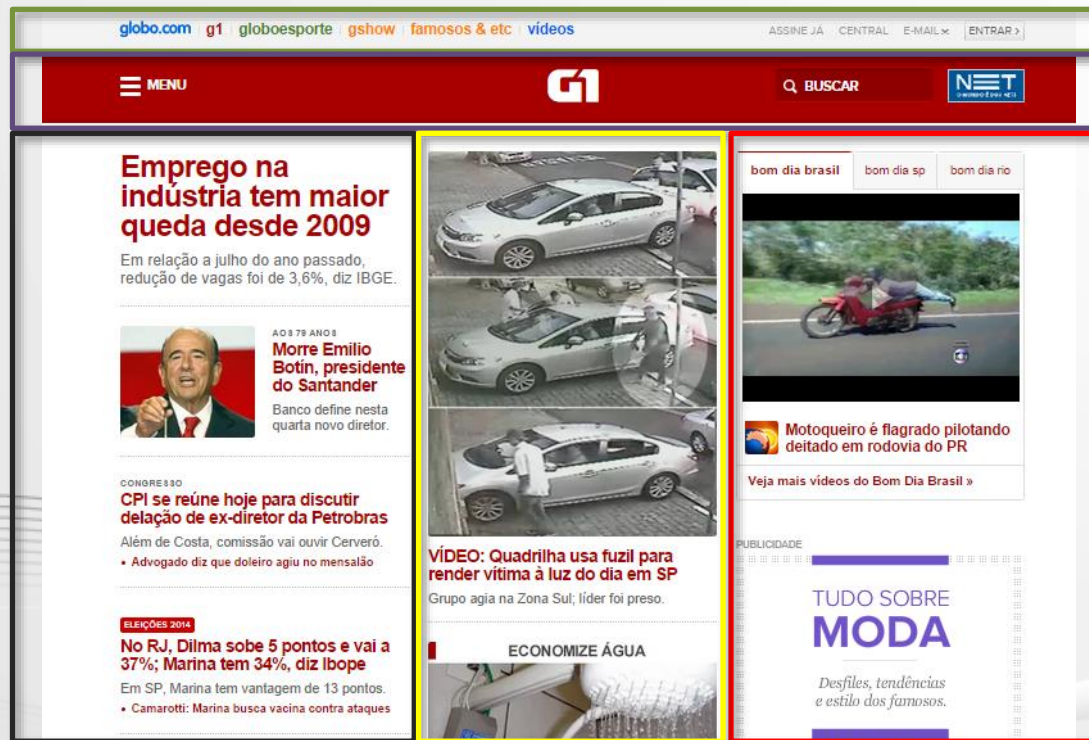 globo.com g1 globoesporte gshow famosos & etc vídeos
ASSINE JÁ CENTRAL E-MAIL ENTRAR >
MENU
G1
BUSCAR
NET
Emprego na
indústria tem maior
queda desde 2009
Em relação a julho do ano passado,
redução de vagas foi de 3,6%, diz IBGE.
AOS 79 ANOS
Morre Emilio
Botín, presidente
do Santander
Banco define nesta
quarta novo diretor.
CONGRESSO
CPI se reúne hoje para discutir
delação de ex-diretor da Petrobras
Além de Costa, comissão vai ouvir Cerveró.
• Advogado diz que doleiro agiu no mensalão
ELEIÇÕES 2014
No RJ, Dilma sobe 5 pontos e vai a
37%; Marina tem 34%, diz Ibope
Em SP, Marina tem vantagem de 13 pontos.
• Camarotti: Marina busca vacina contra ataques
VÍDEO: Quadrilha usa fuzil para
render vítima à luz do dia em SP
Grupo agia na Zona Sul; líder foi preso.
ECONOMIZE ÁGUA
bom dia brasil bom dia sp bom dia rio
Motoqueiro é flagrado pilotando
deitado em rodovia do PR
Veja mais vídeos do Bom Dia Brasil »
PUBLICIDADE
TUDO SOBRE
MODA
Desfiles, tendências
e estilo dos famosos.